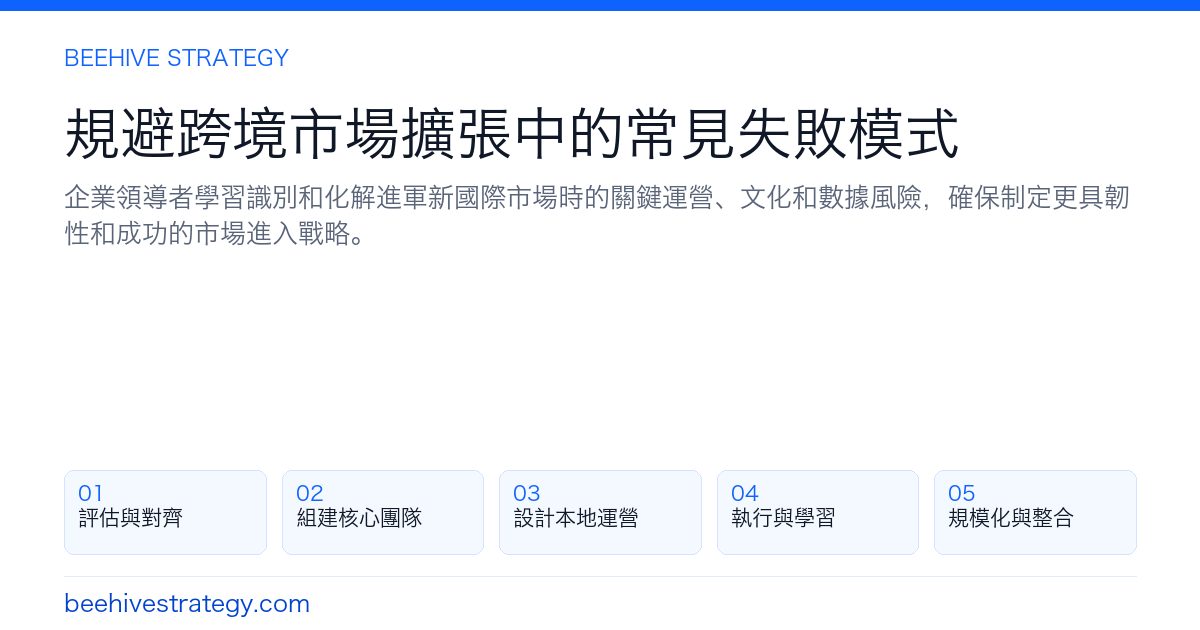 BEEHIVE STRATEGY
規避跨境市場擴張中的常見失敗模式
企業領導者學習識別和化解進軍新國際市場時的關鍵運營、文化和數據風險，確保制定更具韌
性和成功的市場進入戰略。
01
評估與對齊
02
組建核心團隊
03
設計本地運營
04
執行與學習
05
規模化與整合
beehivestrategy.com